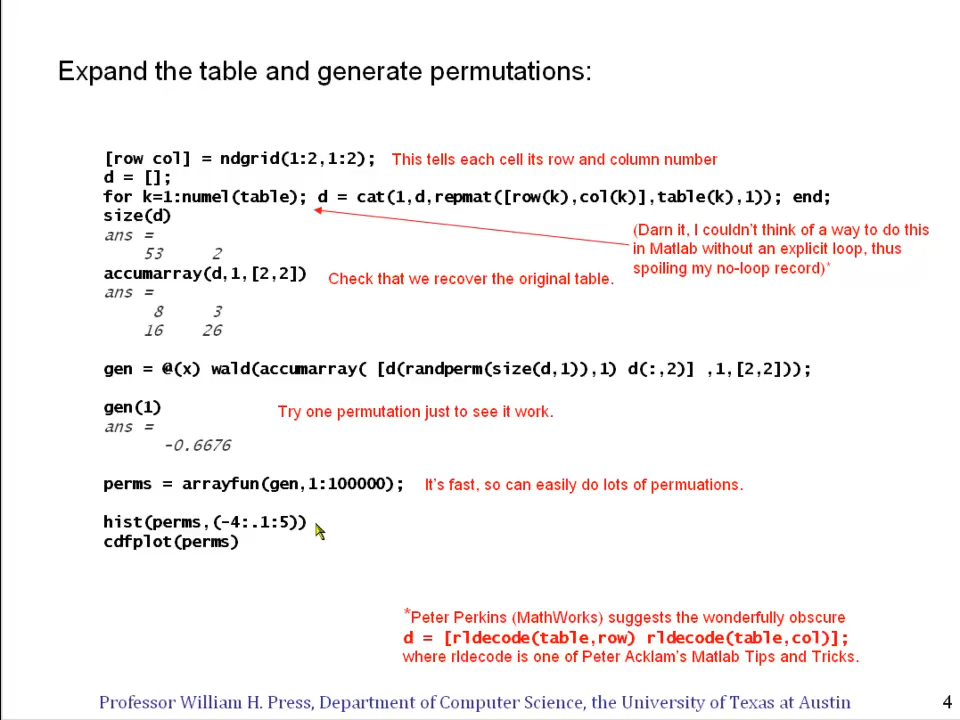 Expand the table and generate permutations:
[row col] = ndgrid(1:2,1:2); This tells each cell its row and column number
d = [];
for k=1:numel(table); d = cat(1,d,repmat([row(k),col(k)],table(k),1)); end;
size(d)
ans =
53 2
(Darn it, I couldn't think of a way to do this
in Matlab without an explicit loop, thus
spoiling my no-loop record)*
accumarray(d,1,[2,2]) Check that we recover the original table.
ans =
8 3
16 26
gen = @(x) wald(accumarray( [d(randperm(size(d,1)),1) d(:,2)] ,1,[2,2]));
gen(1) Try one permutation just to see it work.
ans =
-0.6676
perms = arrayfun(gen,1:100000); It's fast, so can easily do lots of permuations.
hist(perms,(-4:.1:5))
cdfplot(perms)
*Peter Perkins (MathWorks) suggests the wonderfully obscure
d = [rldecode(table,row) rldecode(table,col)];
where rldecode is one of Peter Acklam's Matlab Tips and Tricks.
Professor William H. Press, Department of Computer Science, the University of Texas at Austin 4